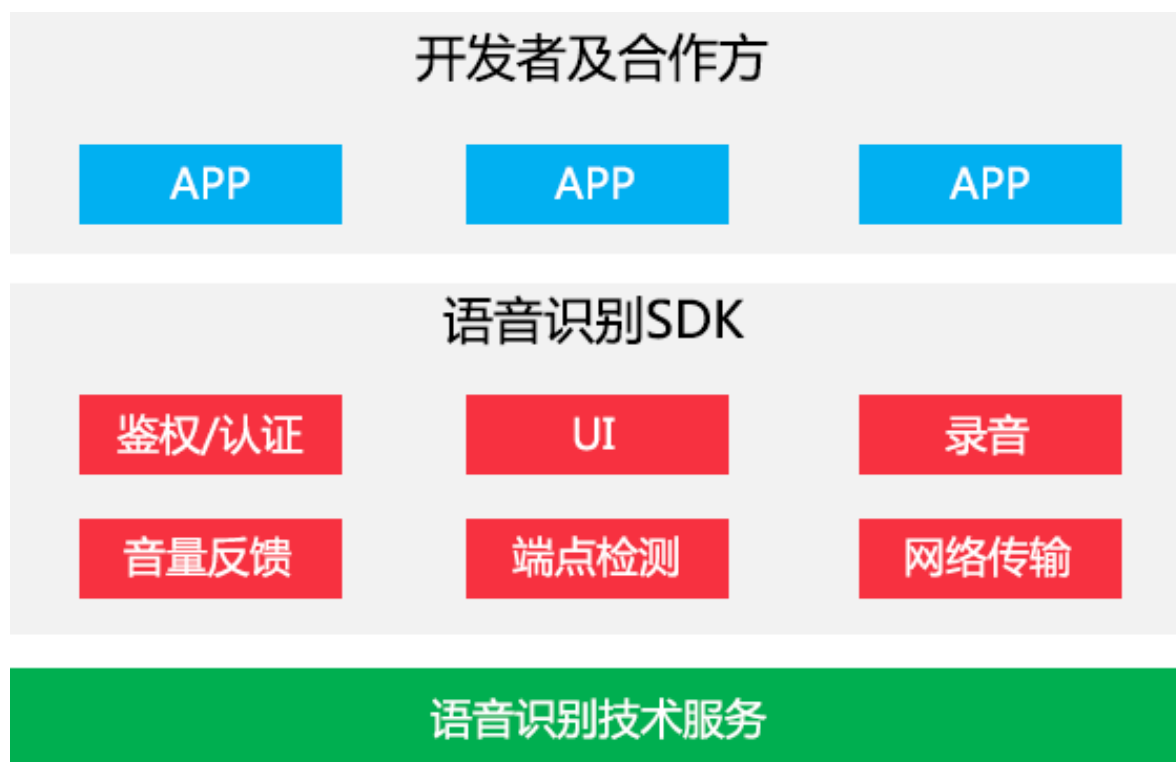 开发者及合作方
APP APP APP
语音识别SDK
鉴权/认证 UI 录音
音量反馈 端点检测 网络传输
语音识别技术服务